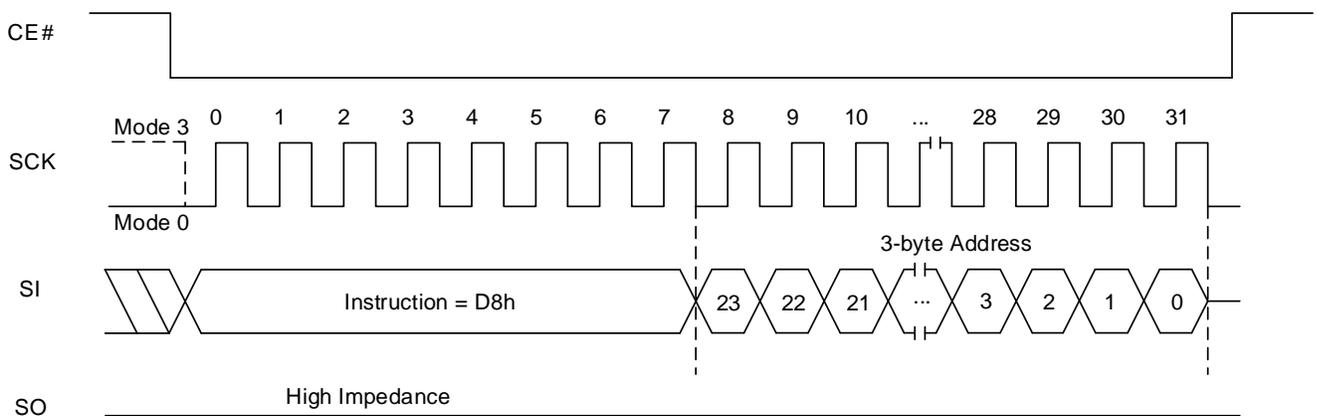 CE#
Mode 3 0 1 2 3 4 5 6 7 8 9 10 ... 28 29 30 31
SCK
Mode 0
3-byte Address
SI Instruction = D8h 23 22 21 ... 3 2 1 0
High Impedance
SO